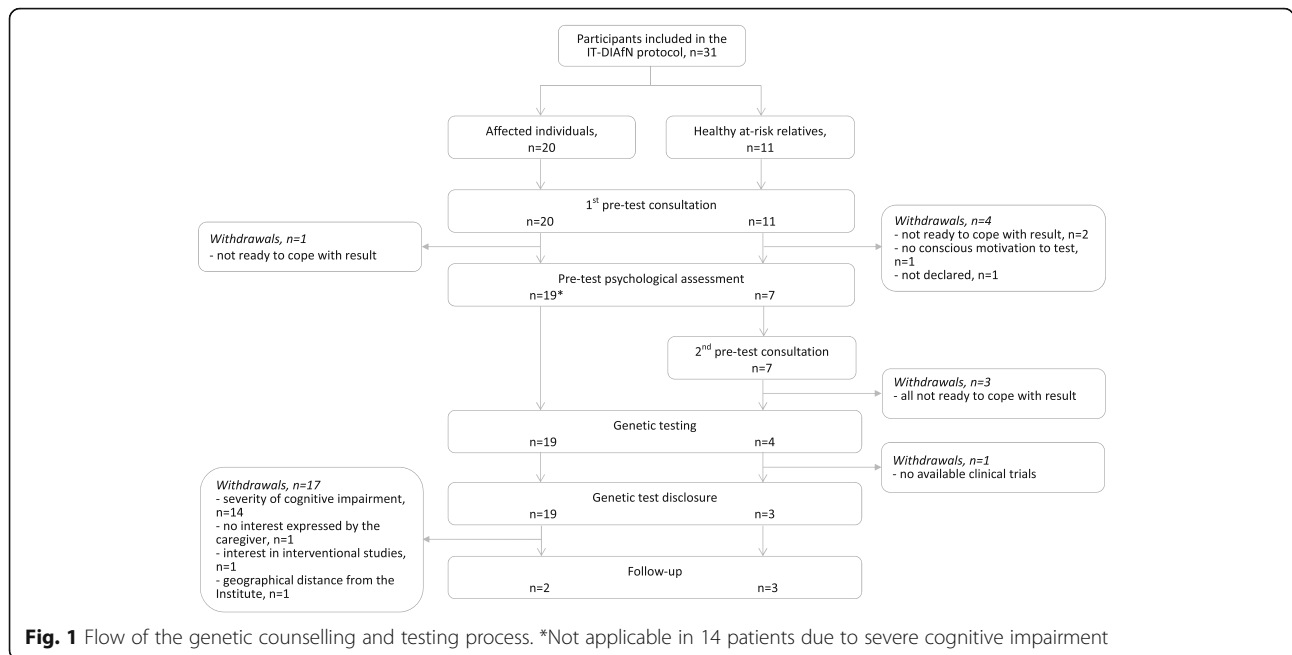 Participants included in the
IT-DIAfN protocol, n=31
Affected individuals,
n=20
Healthy at-risk relatives,
n=11
1st pre-test consultation
n=20 n=11
Withdrawals, n=1
- not ready to cope with result
Withdrawals, n=4
- not ready to cope with result, n=2
- no conscious motivation to test,
n=1
- not declared, n=1
Pre-test psychological assessment
n=19* n=7
2nd pre-test consultation
n=7
Withdrawals, n=3
- all not ready to cope with result
Genetic testing
n=19 n=4
Withdrawals, n=1
- no available clinical trials
Genetic test disclosure
n=19 n=3
Withdrawals, n=17
- severity of cognitive impairment,
n=14
- no interest expressed by the
caregiver, n=1
- interest in interventional studies,
n=1
- geographical distance from the
Institute, n=1
Follow-up
n=2 n=3
Fig. 1 Flow of the genetic counselling and testing process. *Not applicable in 14 patients due to severe cognitive impairment